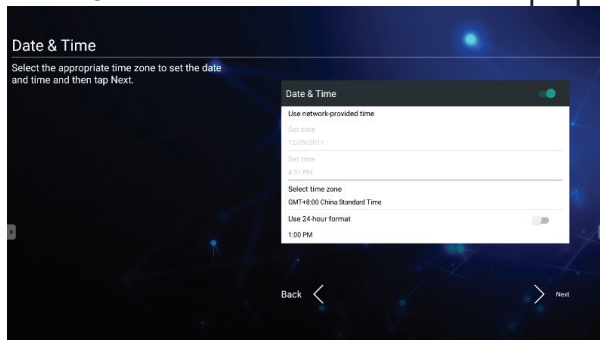 Date & Time
Select the appropriate time zone to set the date
and time and then tap Next.
Date & Time
Use network-provided time
Set date
12/29/2017
Set time
4:51 PM
Select time zone
GMT+8:00 China Standard Time
Use 24-hour format
1:00 PM
Back
Next